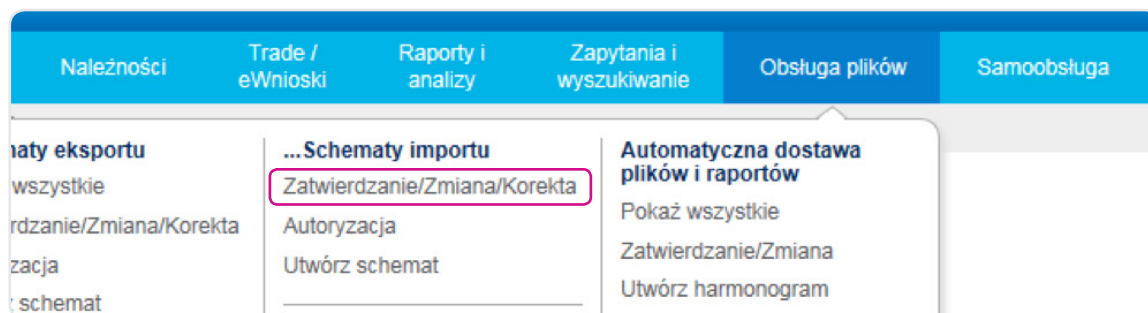 Należności
Trade /
eWnioski
Raporty i
analizy
Zapytania i
wyszukiwanie
Obsługa plików
Samoobsługa
maty eksportu
wszystkie
rdzanie/Zmiana/Korekta
zacja
schemat
...Schematy importu
Zatwierdzanie/Zmiana/Korekta
Autoryzacja
Utwórz schemat
Automatyczna dostawa
plików i raportów
Pokaż wszystkie
Zatwierdzanie/Zmiana
Utwórz harmonogram